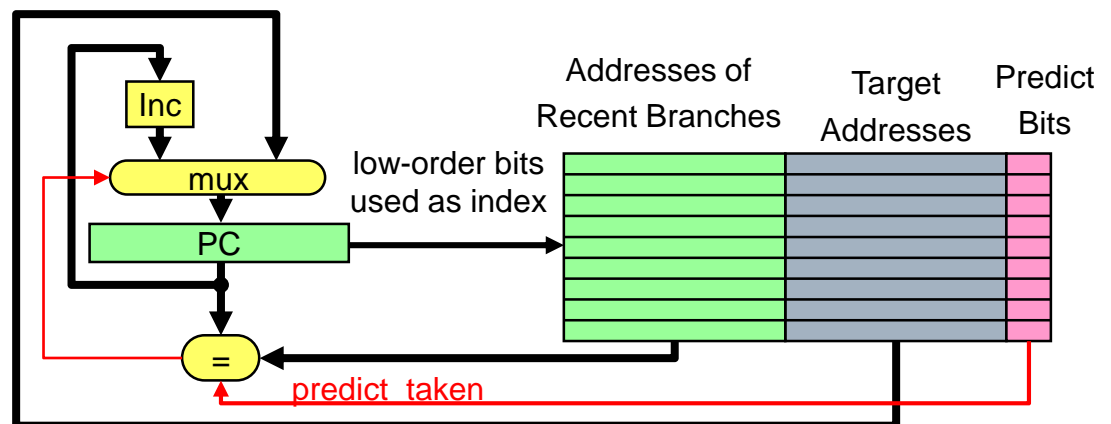 Addresses of
Recent Branches
Target
Addresses
Predict
Bits
Inc
low-order bits
used as index
mux
PC
=
predict taken